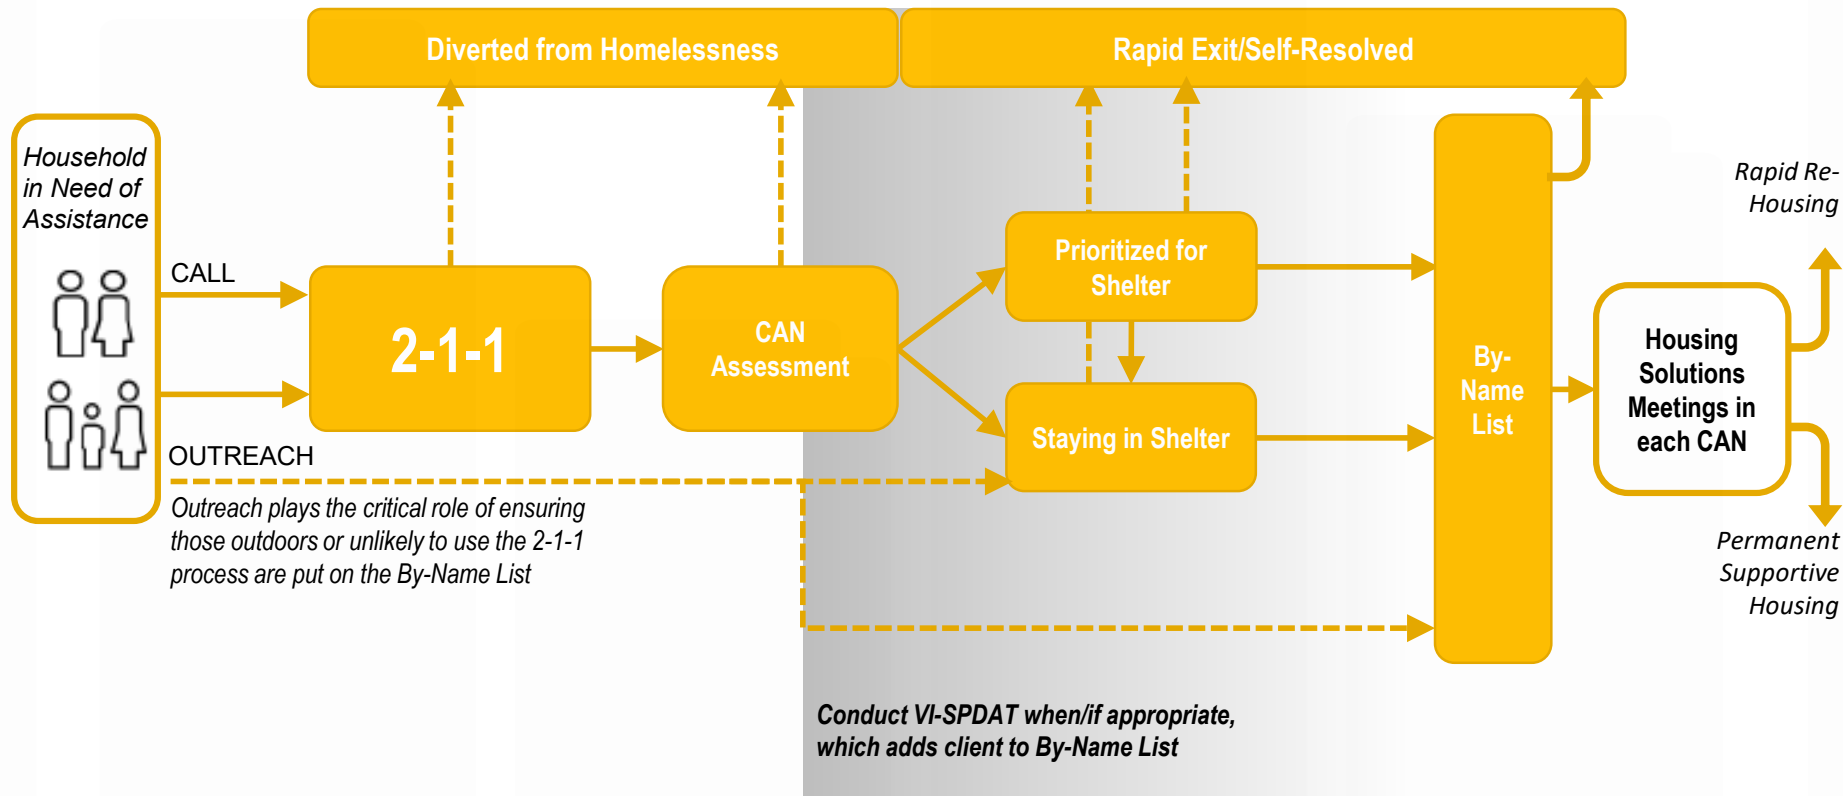 Diverted from Homelessness
Rapid Exit/Self-Resolved
Household
in Need of
Assistance
CALL
2-1-1
CAN
Assessment
Prioritized for
Shelter
Staying in Shelter
By-
Name
List
Housing
Solutions
Meetings in
each CAN
Rapid Re-
Housing
Permanent
Supportive
Housing
OUTREACH
Outreach plays the critical role of ensuring
those outdoors or unlikely to use the 2-1-1
process are put on the By-Name List
Conduct VI-SPDAT when/if appropriate,
which adds client to By-Name List